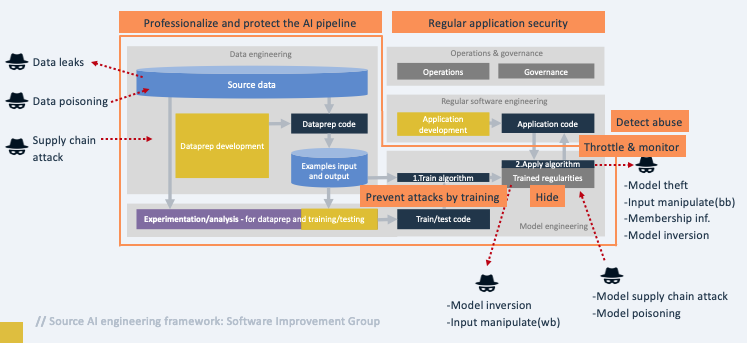 Professionalize and protect the AI pipeline
Regular application security
Data engineering
Operations & governance
Data leaks
Source data
Operations
Governance
Data poisoning
Regular software engineering
Supply chain
attack
Dataprep development
Dataprep code
Application
development
Application code
Detect abuse
Throttle & monitor
Examples input
and output
1.Train algorithm
2.Apply algorithm
Trained regularities
-Model theft
-Input manipulate(bb)
-Membership inf.
-Model inversion
Prevent attacks by training
Hide
Experimentation/analysis - for dataprep and training/testing
Train/test code
Model engineering
-Model inversion
-Input manipulate(wb)
-Model supply chain attack
-Model poisoning
// Source AI engineering framework: Software Improvement Group